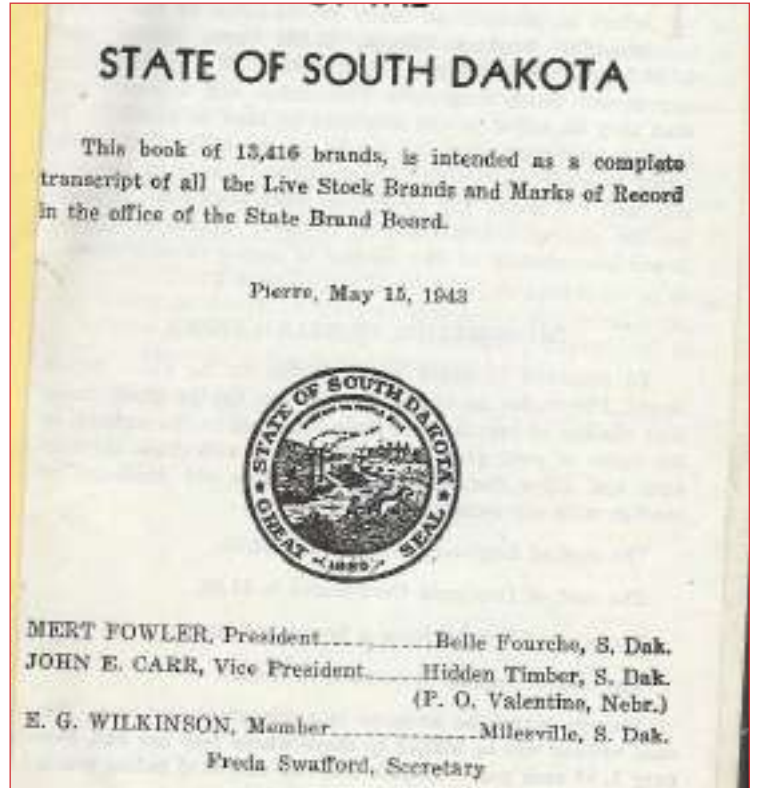 OF THE
STATE OF SOUTH DAKOTA
This book of 13,416 brands, is intended as a complete
transcript of all the Live Stock Brands and Marks of Record
in the office of the State Brand Board.
Pierre, May 15, 1943
STATE OF SOUTH DAKOTA
GREAT SEAL
1889
MERT FOWLER, President Belle Fourche, S. Dak.
JOHN E. CARR, Vice President Hidden Timber, S. Dak.
(P. O. Valentine, Nebr.)
E. G. WILKINSON, Member Milesville, S. Dak.
Freda Swafford, Secretary